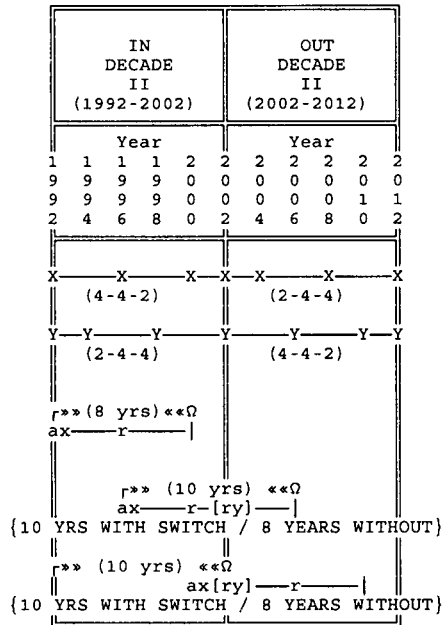 IN DECADE II (1992-2002) OUT DECADE II (2002-2012)
Year Year
1 1 1 1 2 2 2 2 2 2 2
9 9 9 9 0 0 0 0 0 0 0
9 9 9 9 0 0 0 0 0 1 1
2 4 6 8 0 2 4 6 8 0 2
X——X——X—X—X——X——X
(4-4-2) (2-4-4)
Y—Y——Y——Y——Y——Y—Y
(2-4-4) (4-4-2)
┌»»(8 yrs)««Ω
ax——r——|
┌»» (10 yrs) ««Ω
ax——r—[ry]——|
{10 YRS WITH SWITCH / 8 YEARS WITHOUT}
┌»» (10 yrs) ««Ω
ax[ry]——r——|
{10 YRS WITH SWITCH / 8 YEARS WITHOUT}